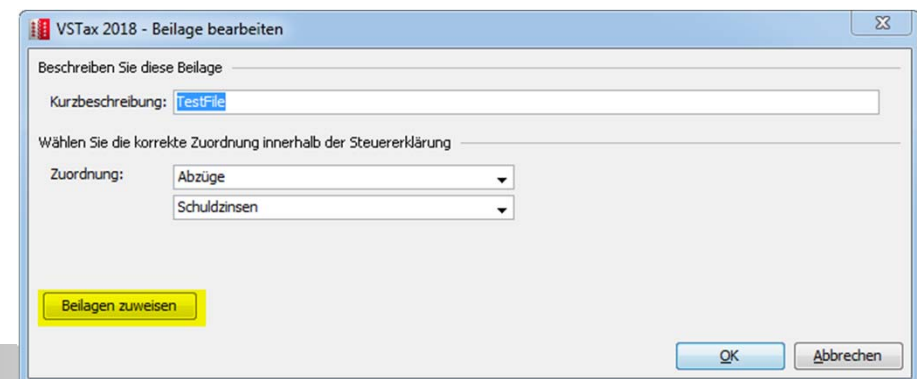 VSTax 2018 - Beilage bearbeiten
Beschreiben Sie diese Beilage
Kurzbeschreibung: TestFile
Wählen Sie die korrekte Zuordnung innerhalb der Steuererklärung
Zuordnung: Abzüge
Schuldzinsen
Beilagen zuweisen
OK Abbrechen